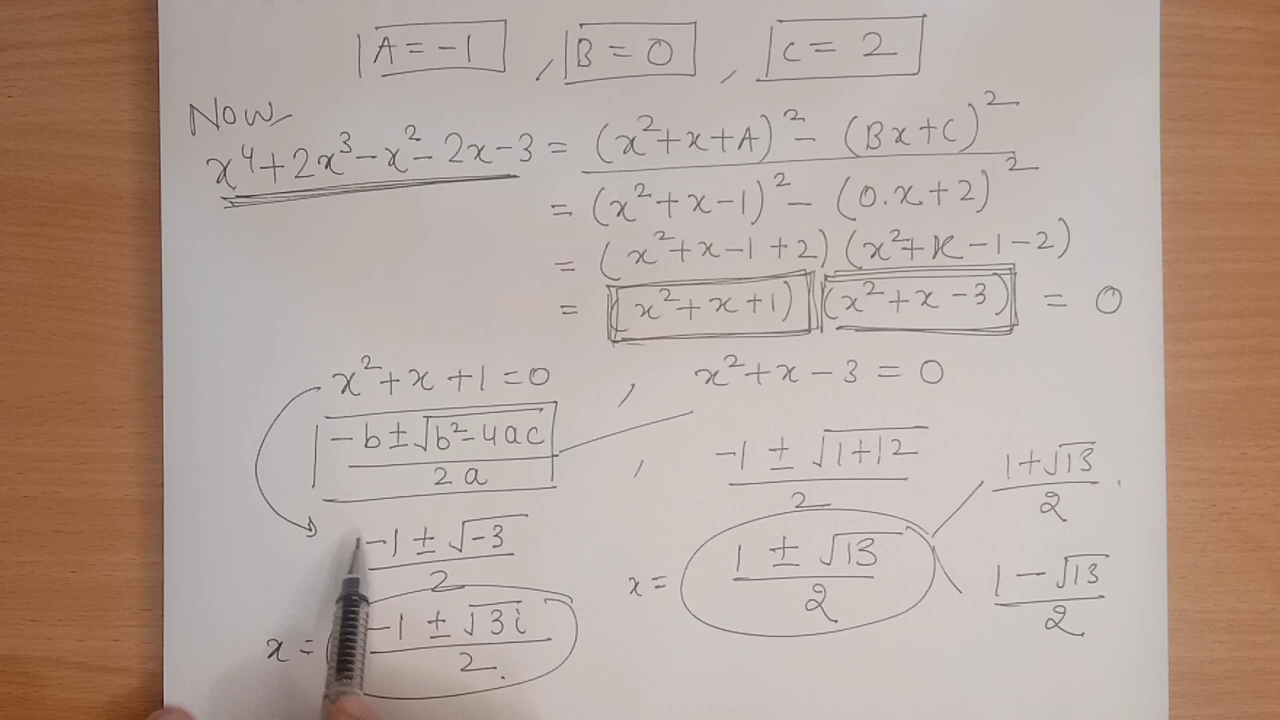 A = -1 , B = 0 , C = 2
Now
x⁴ + 2x³ - x² - 2x - 3 = (x² + x + A)² - (Bx + C)²
= (x² + x - 1)² - (0.x + 2)²
= (x² + x - 1 + 2) (x² + x - 1 - 2)
= (x² + x + 1) (x² + x - 3) = 0
x² + x + 1 = 0 , x² + x - 3 = 0
(-b ± √(b² - 4ac))/(2a) , (-1 ± √(1+12))/2
(-1 ± √-3)/2
x = (-1 ± √3i)/2.
x = (1 ± √13)/2
(1 + √13)/2.
(1 - √13)/2